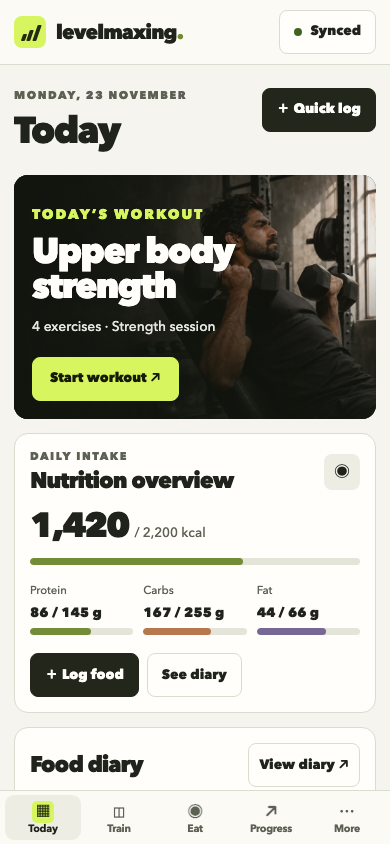 levelmaxing.
Synced
MONDAY, 23 NOVEMBER
Today
+ Quick log
TODAY'S WORKOUT
Upper body
strength
4 exercises · Strength session
Start workout ↗
DAILY INTAKE
Nutrition overview
1,420 / 2,200 kcal
Protein Carbs Fat
86 / 145 g 167 / 255 g 44 / 66 g
+ Log food See diary
Food diary
View diary ↗
Today Train Eat Progress More